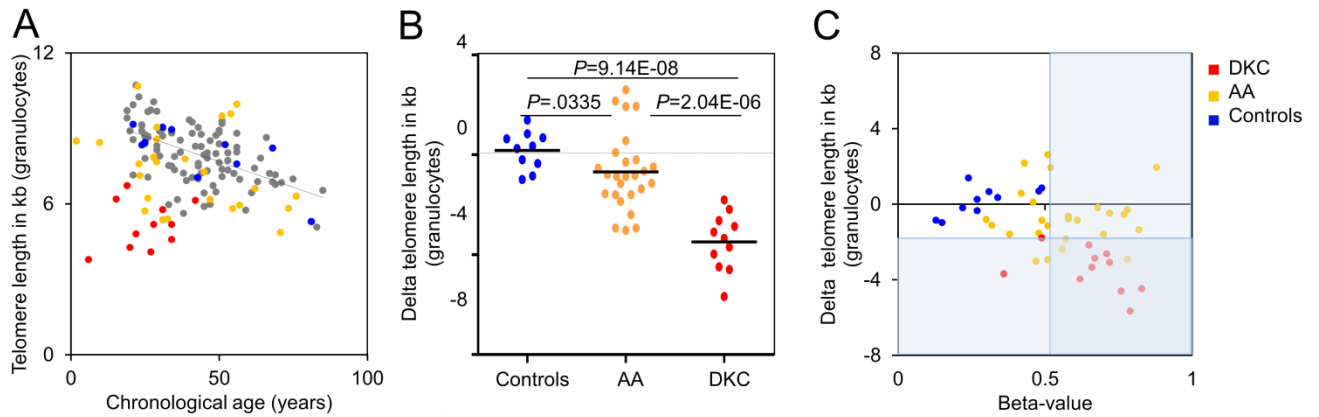 A
Telomere length in kb (granulocytes)
12
6
0
0
50
100
Chronological age (years)
B
Delta telomere length in kb
(granulocytes)
4
0
-4
-8
P=9.14E-08
P=.0335
P=2.04E-06
Controls
AA
DKC
C
Delta telomere length in kb
(granulocytes)
8
4
0
-4
-8
0
0.5
1
Beta-value
DKC
AA
Controls